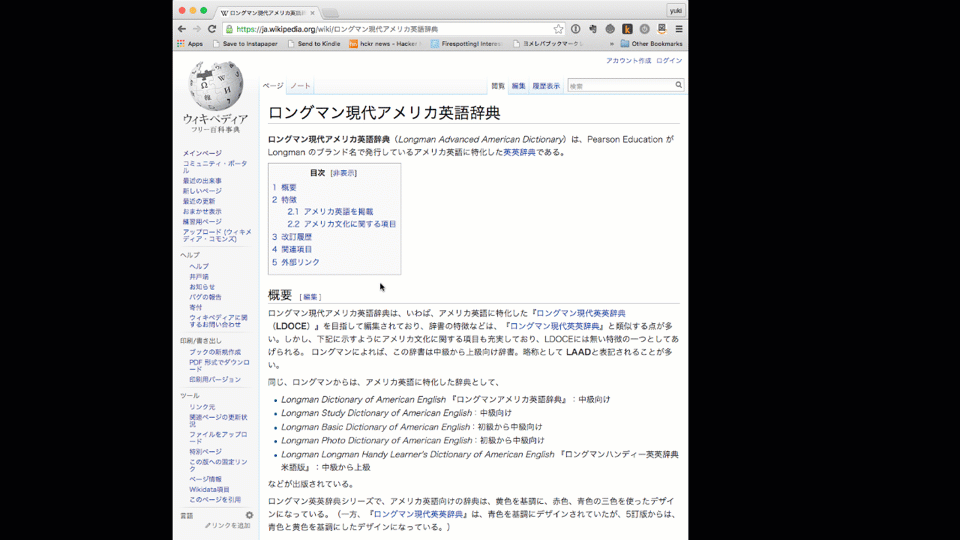 ロングマン現代アメリカ英語辞
yuki
https://ja.wikipedia.org/wiki/ロングマン現代アメリカ英語辞典
Apps Save to Instapaper Send to Kindle hckr news - Hacker Firespotting! Interes ヨメレバブックマーケ » Other Bookmarks
アカウント作成 ログイン
ページ ノート 閲覧 編集 履歴表示 検索
ウィキペディア
フリー百科事典
メインページ
コミュニティ・ポータル
最近の出来事
新しいページ
最近の更新
おまかせ表示
練習用ページ
アップロード (ウィキメディア・コモンズ)
ヘルプ
ヘルプ
井戸端
お知らせ
バグの報告
寄付
ウィキペディアに関するお問い合わせ
印刷/書き出し
ブックの新規作成
PDF 形式でダウンロード
印刷用バージョン
ツール
リンク元
関連ページの更新状況
ファイルをアップロード
特別ページ
この版への固定リンク
ページ情報
Wikidata項目
このページを引用
言語
リンクを追加
ロングマン現代アメリカ英語辞典
ロングマン現代アメリカ英語辞典（Longman Advanced American Dictionary）は、Pearson Education が
Longman のブランド名で発行しているアメリカ英語に特化した英英辞典である。
目次 [非表示]
1 概要
2 特徴
2.1 アメリカ英語を掲載
2.2 アメリカ文化に関する項目
3 改訂履歴
4 関連項目
5 外部リンク
概要 [編集]
ロングマン現代アメリカ英語辞典は、いわば、アメリカ英語に特化した『ロングマン現代英英辞典
（LDOCE）』を目指して編集されており、辞書の特徴などは、『ロングマン現代英英辞典』と類似する点が多
い。しかし、下記に示すようにアメリカ文化に関する項目も充実しており、LDOCEには無い特徴の一つとしてあ
げられる。 ロングマンによれば、この辞書は中級から上級向け辞書。略称として LAADと表記されることが多
い。
同じ、ロングマンからは、アメリカ英語に特化した辞典として、
Longman Dictionary of American English 『ロングマンアメリカ英語辞典』：中級向け
Longman Study Dictionary of American English：中級向け
Longman Basic Dictionary of American English：初級から中級向け
Longman Photo Dictionary of American English：初級から中級向け
Longman Longman Handy Learner's Dictionary of American English 『ロングマンハンディー英英辞典
米語版』：中級から上級
などが出版されている。
ロングマン英英辞典シリーズで、アメリカ英語向けの辞典は、黄色を基調に、赤色、青色の三色を使ったデザイ
ンになっている。（一方、『ロングマン現代英英辞典』は、青色を基調にデザインされていたが、5訂版からは、
青色と黄色を基調にしたデザインになっている。）